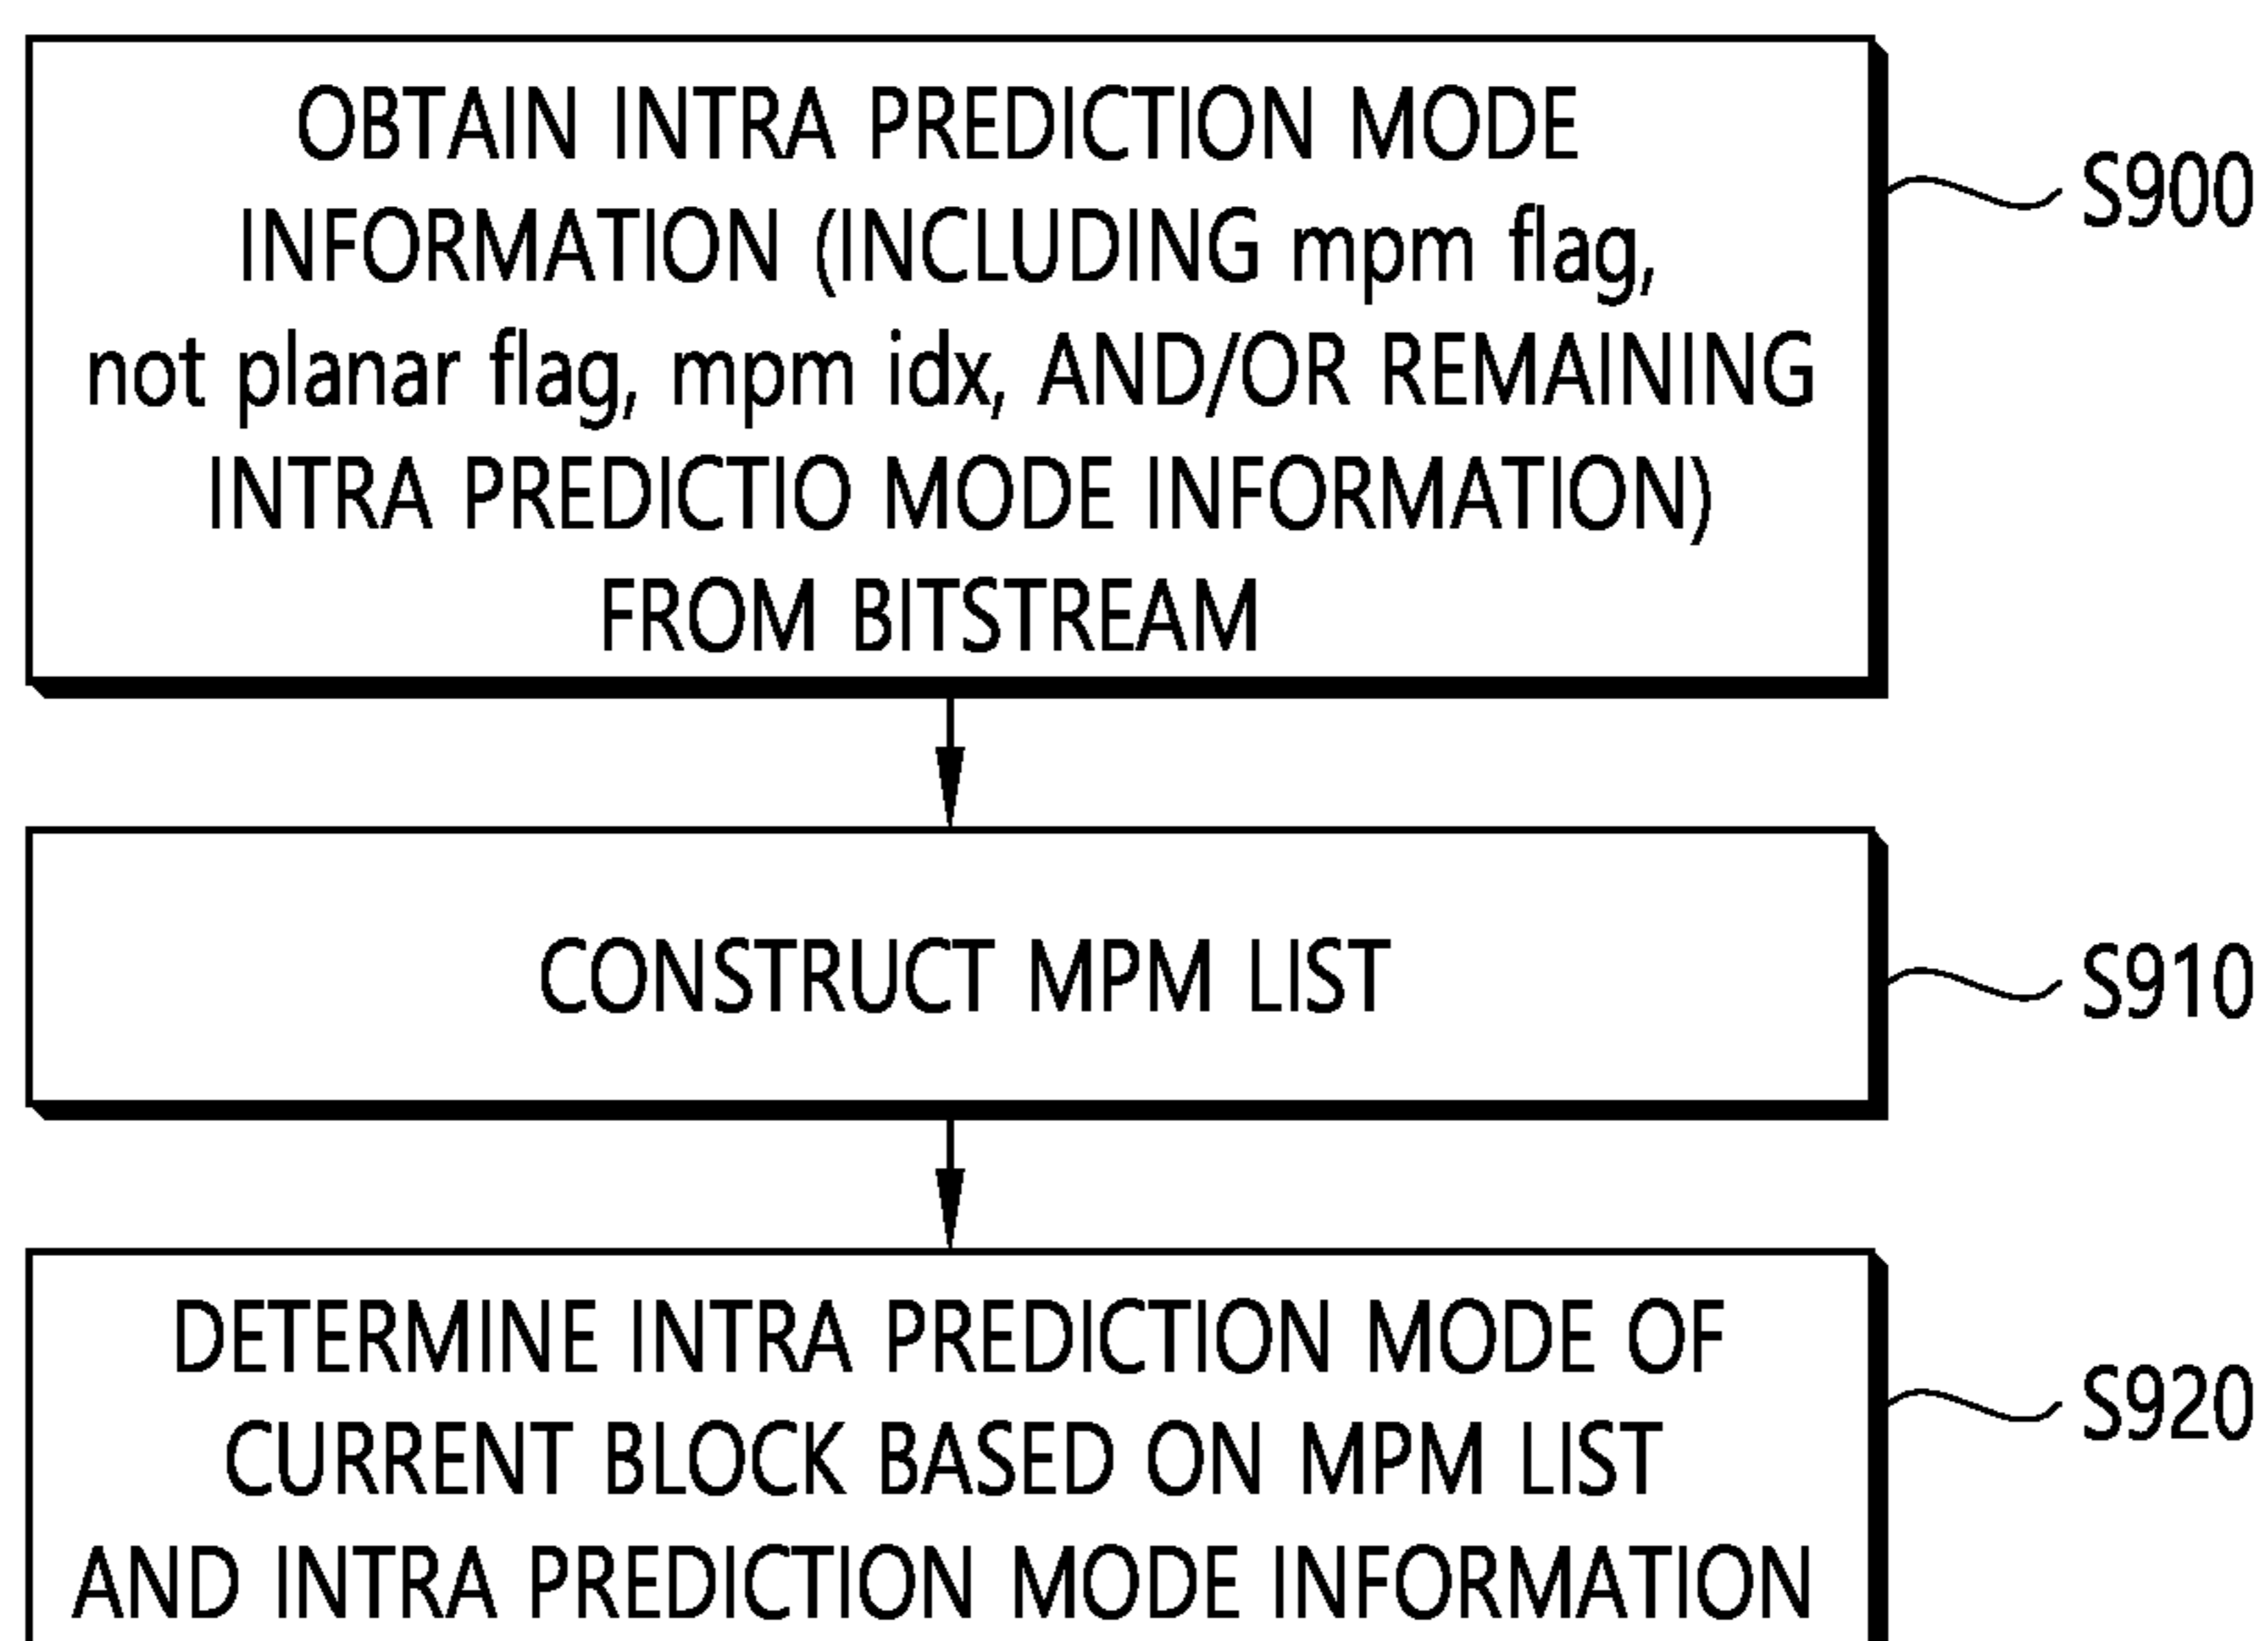 OBTAIN INTRA PREDICTION MODE
INFORMATION (INCLUDING mpm flag,
not planar flag, mpm idx, AND/OR REMAINING
INTRA PREDICTIO MODE INFORMATION)
FROM BITSTREAM
S900
CONSTRUCT MPM LIST
S910
DETERMINE INTRA PREDICTION MODE OF
CURRENT BLOCK BASED ON MPM LIST
AND INTRA PREDICTION MODE INFORMATION
S920